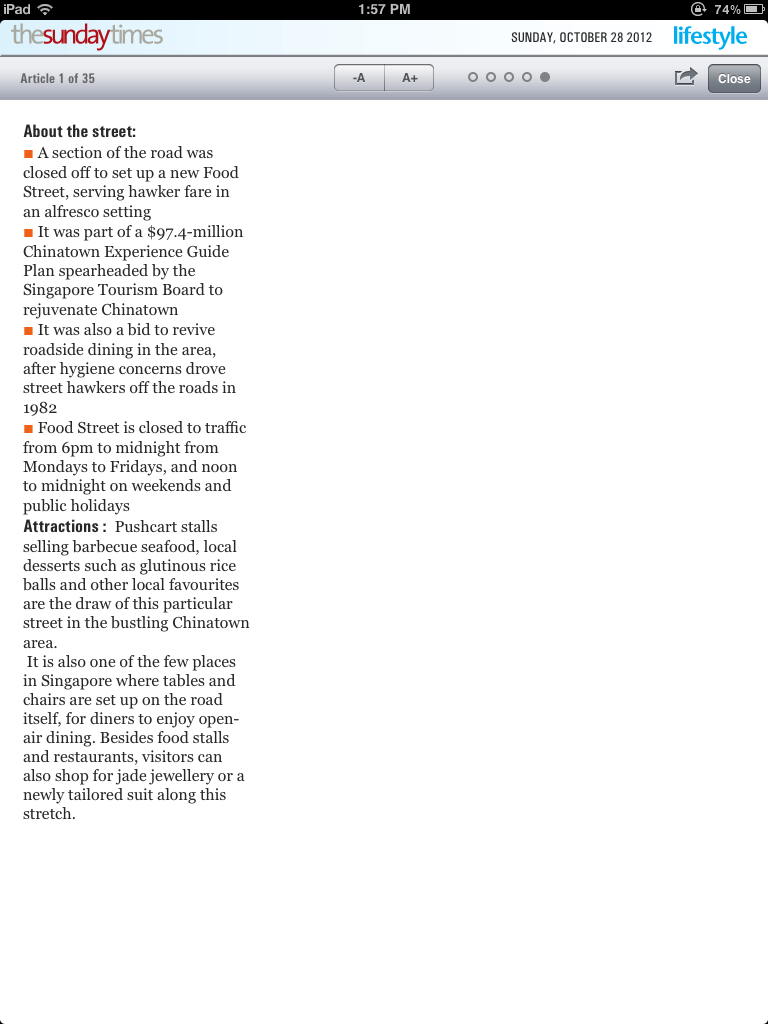 iPad 1:57 PM 74%
thesundaytimes SUNDAY, OCTOBER 28 2012 lifestyle
Article 1 of 35 -A A+ Close
About the street:
■ A section of the road was
closed off to set up a new Food
Street, serving hawker fare in
an alfresco setting
■ It was part of a $97.4-million
Chinatown Experience Guide
Plan spearheaded by the
Singapore Tourism Board to
rejuvenate Chinatown
■ It was also a bid to revive
roadside dining in the area,
after hygiene concerns drove
street hawkers off the roads in
1982
■ Food Street is closed to traffic
from 6pm to midnight from
Mondays to Fridays, and noon
to midnight on weekends and
public holidays
Attractions : Pushcart stalls
selling barbecue seafood, local
desserts such as glutinous rice
balls and other local favourites
are the draw of this particular
street in the bustling Chinatown
area.
It is also one of the few places
in Singapore where tables and
chairs are set up on the road
itself, for diners to enjoy open-
air dining. Besides food stalls
and restaurants, visitors can
also shop for jade jewellery or a
newly tailored suit along this
stretch.